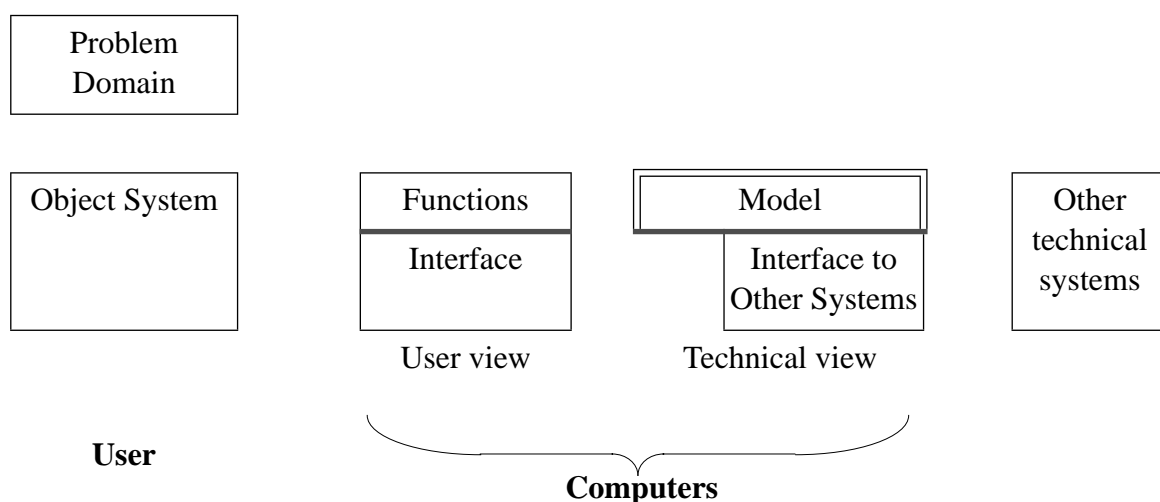 Problem
Domain
Object System
Functions
Interface
Model
Interface to
Other Systems
Other
technical
systems
User view
Technical view
User
Computers